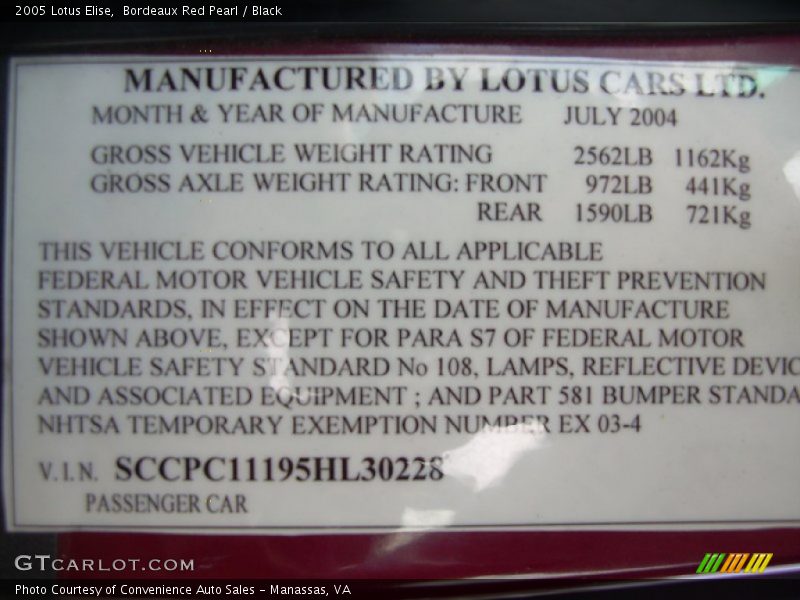 2005 Lotus Elise,  Bordeaux Red Pearl / Black
MANUFACTURED BY LOTUS CARS LTD.
MONTH & YEAR OF MANUFACTURE JULY 2004
GROSS VEHICLE WEIGHT RATING 2562LB 1162Kg
GROSS AXLE WEIGHT RATING: FRONT 972LB 441Kg
REAR 1590LB 721Kg
THIS VEHICLE CONFORMS TO ALL APPLICABLE
FEDERAL MOTOR VEHICLE SAFETY AND THEFT PREVENTION
STANDARDS, IN EFFECT ON THE DATE OF MANUFACTURE
SHOWN ABOVE, EXCEPT FOR PARA S7 OF FEDERAL MOTOR
VEHICLE SAFETY STANDARD No 108, LAMPS, REFLECTIVE DEVIC
AND ASSOCIATED EQUIPMENT ; AND PART 581 BUMPER STANDA
NHTSA TEMPORARY EXEMPTION NUMBER EX 03-4
V.I.N. SCCPC11195HL30228
PASSENGER CAR
GTCARLOT.COM
Photo Courtesy of Convenience Auto Sales - Manassas, VA